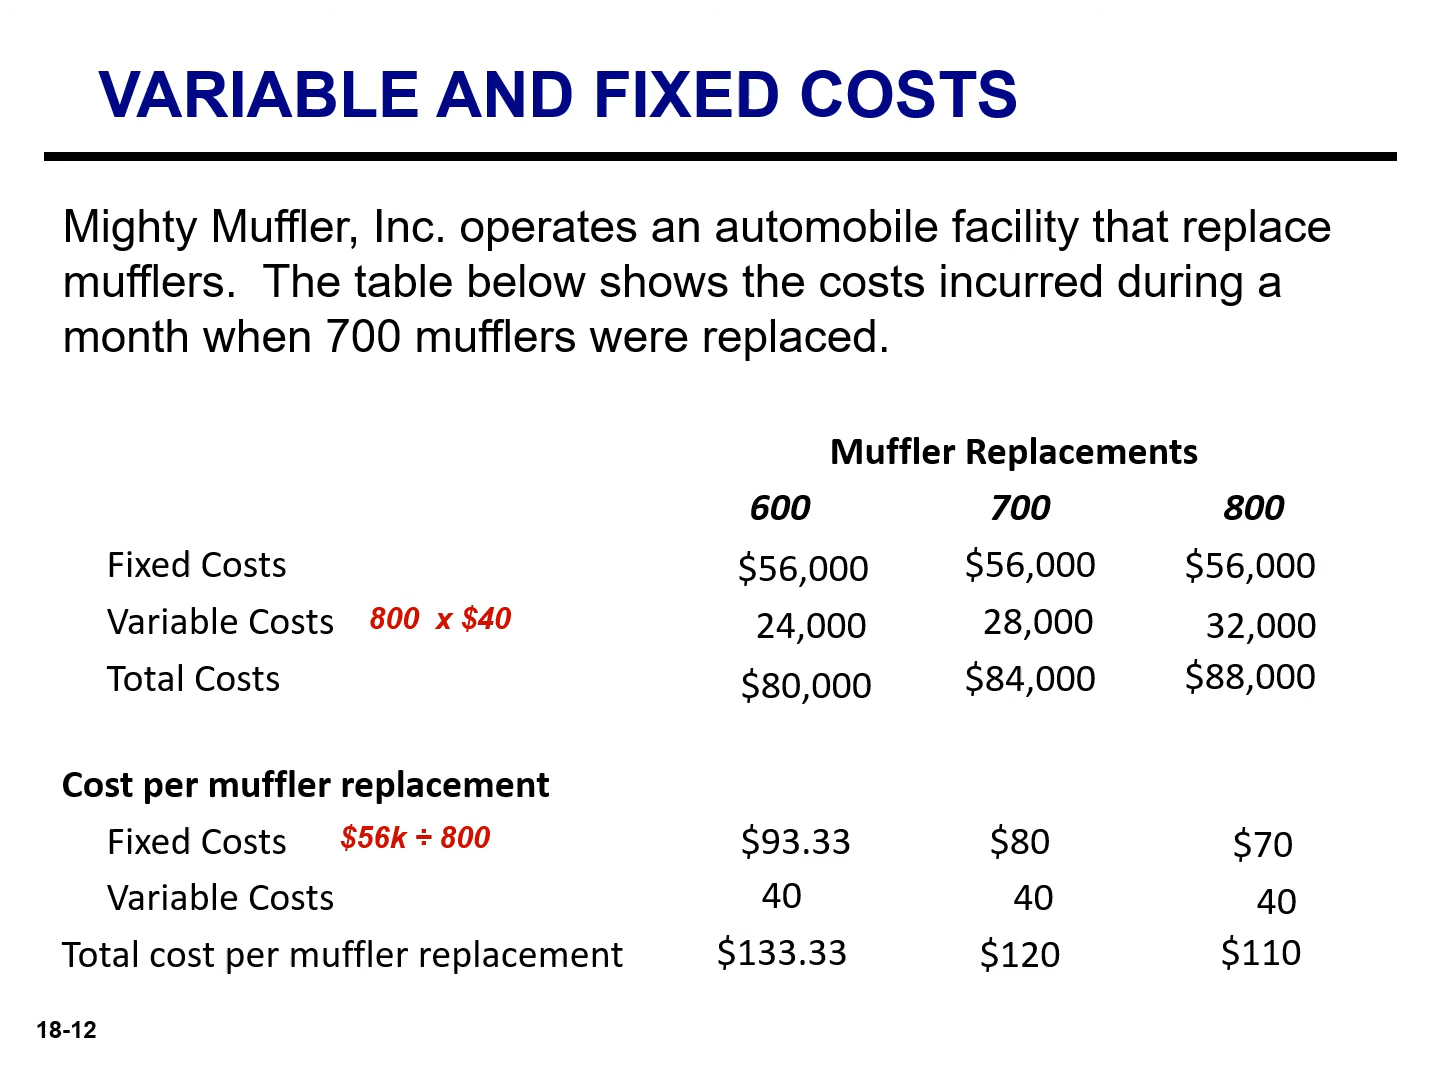 VARIABLE AND FIXED COSTS
Mighty Muffler, Inc. operates an automobile facility that replace
mufflers.  The table below shows the costs incurred during a
month when 700 mufflers were replaced.
Muffler Replacements
600 700 800
Fixed Costs $56,000 $56,000 $56,000
Variable Costs 800 x $40 24,000 28,000 32,000
Total Costs $80,000 $84,000 $88,000
Cost per muffler replacement
Fixed Costs $56k ÷ 800 $93.33 $80 $70
Variable Costs 40 40 40
Total cost per muffler replacement $133.33 $120 $110
18-12